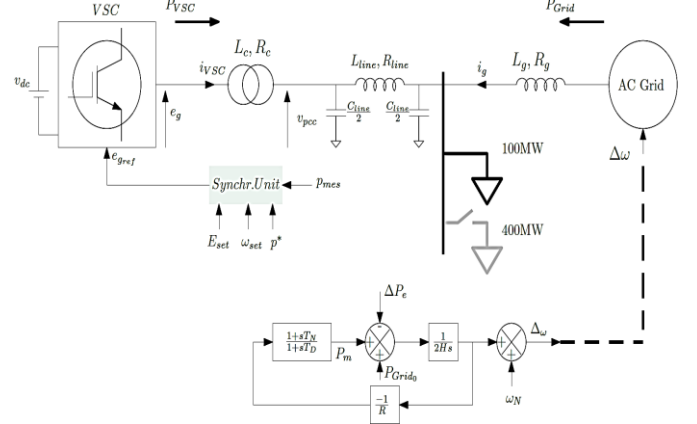 VSC
P_VSC
P_Grid
v_dc
i_VSC
L_c, R_c
L_line, R_line
i_g
L_g, R_g
AC Grid
e_g
v_pcc
C_line/2
C_line/2
e_gref
100MW
Δω
Synchr.Unit
p_mes
E_set
ω_set
p*
400MW
ΔP_e
1+sT_N/1+sT_D
P_m
-
+
+
1/2Hs
+
+
Δ_ω
P_Grid_0
ω_N
-1/R